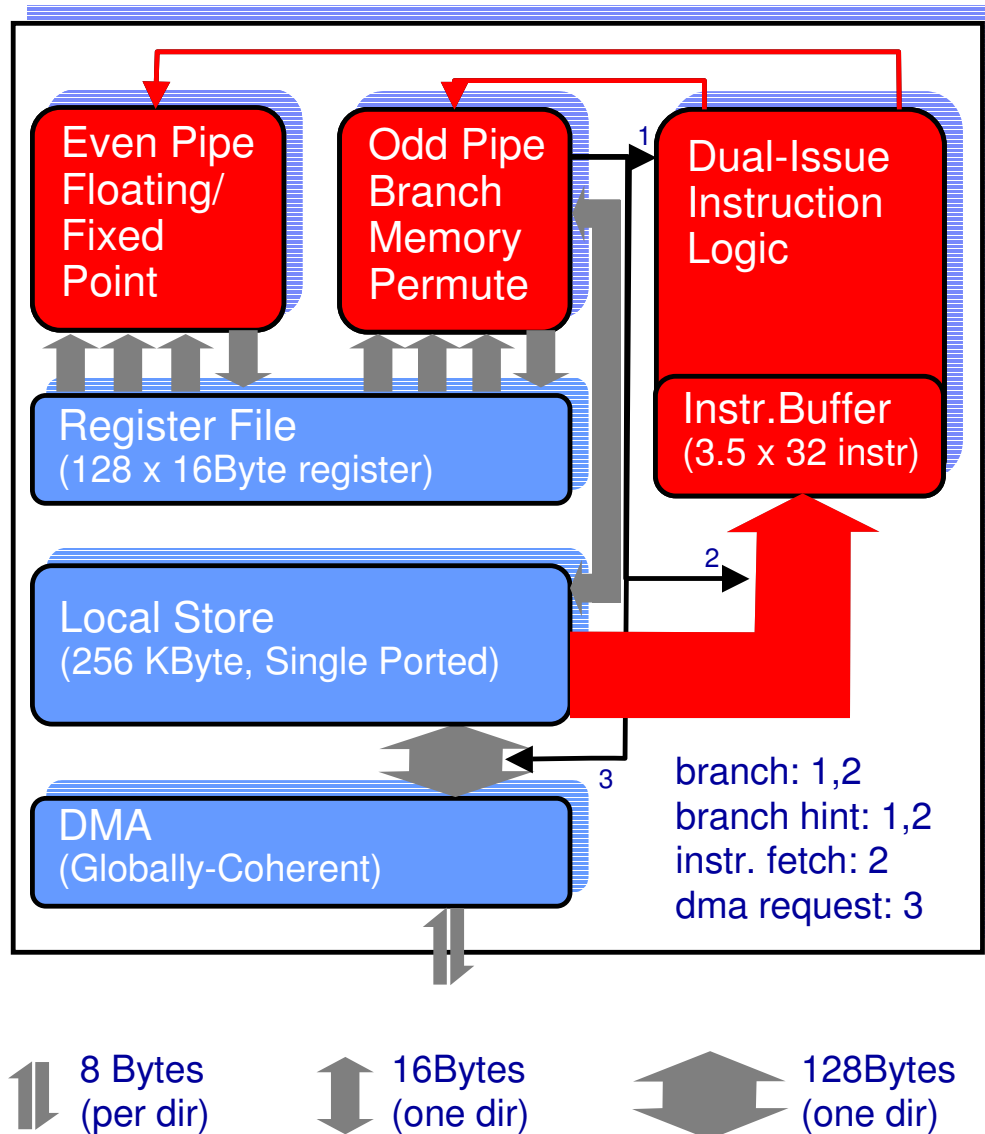 Even Pipe
Floating/
Fixed
Point
Odd Pipe
Branch
Memory
Permute
1
Dual-Issue
Instruction
Logic
Instr.Buffer
(3.5 x 32 instr)
Register File
(128 x 16Byte register)
2
Local Store
(256 KByte, Single Ported)
3
DMA
(Globally-Coherent)
branch: 1,2
branch hint: 1,2
instr. fetch: 2
dma request: 3
8 Bytes
(per dir)
16Bytes
(one dir)
128Bytes
(one dir)